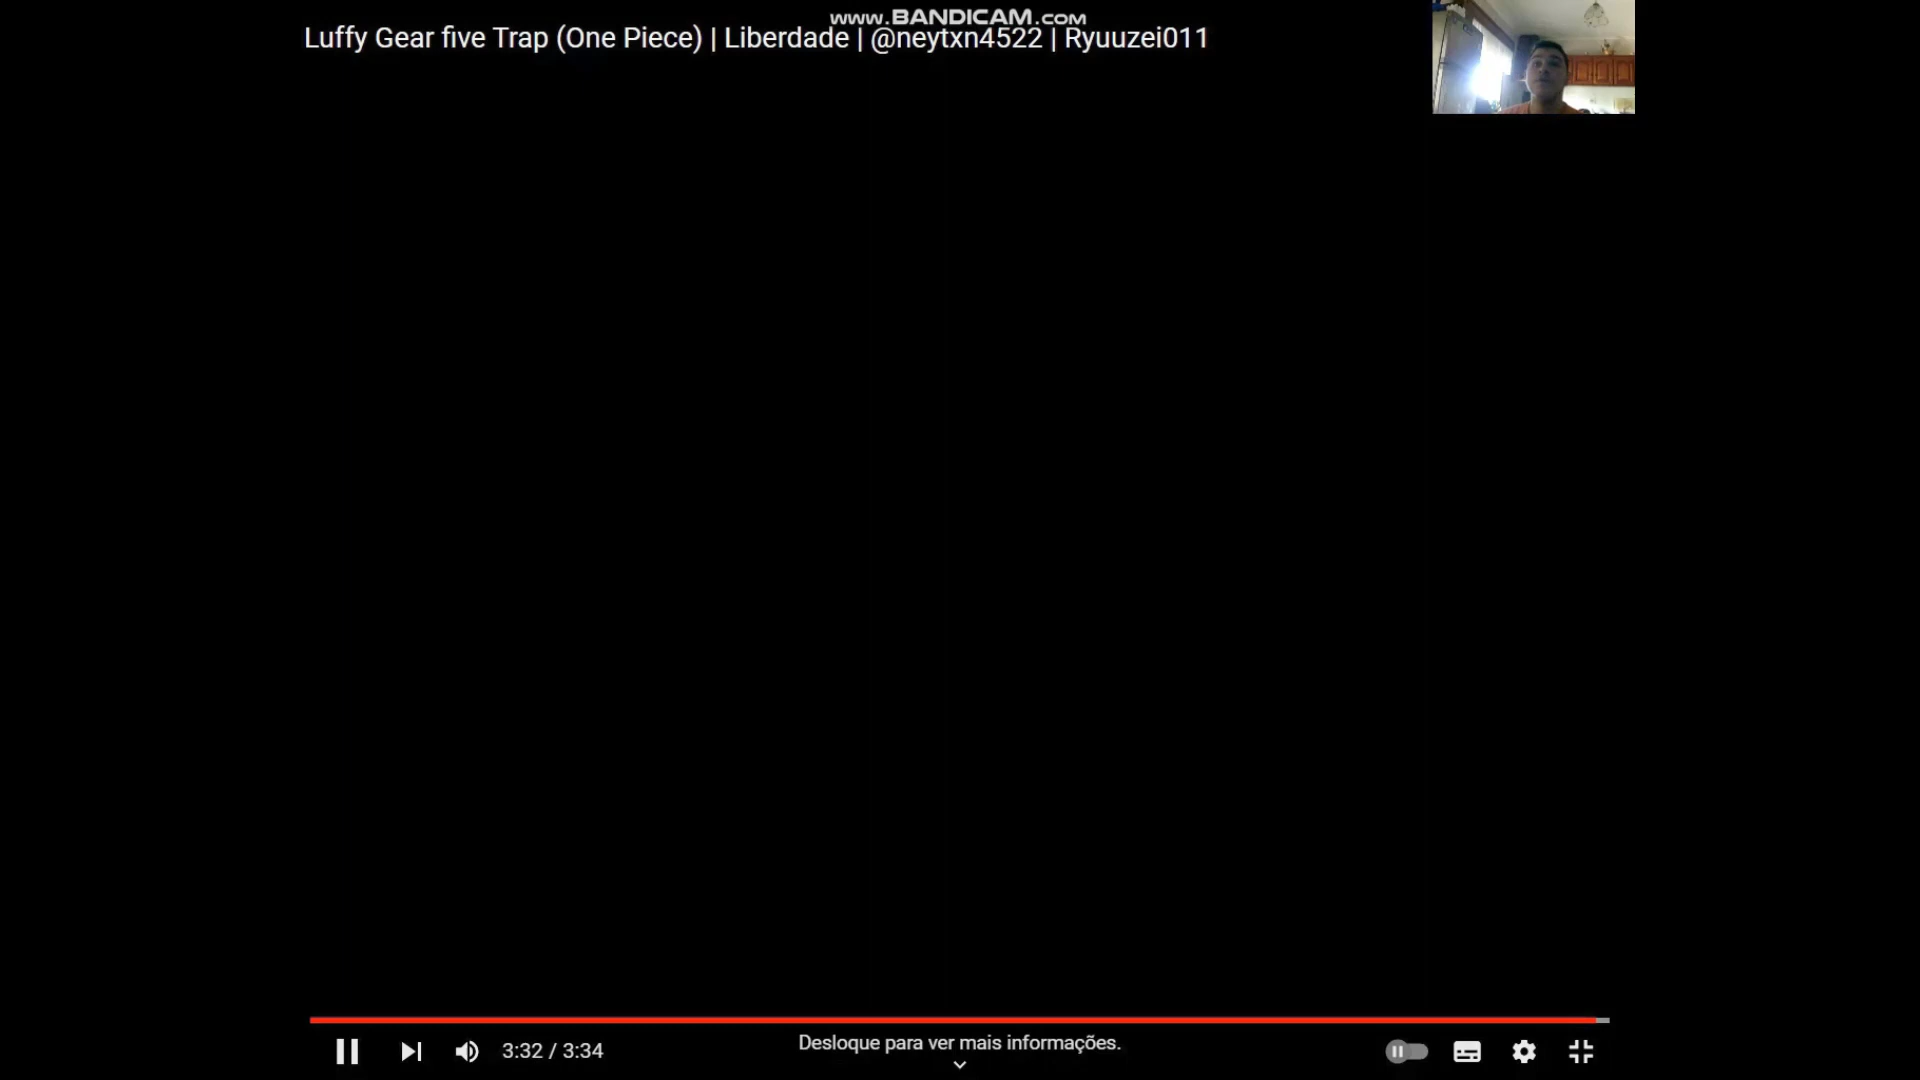 www.BANDICAM.com
Luffy Gear five Trap (One Piece) | Liberdade | @neytxn4522 | Ryuuzei011
3:32 / 3:34
Desloque para ver mais informações.